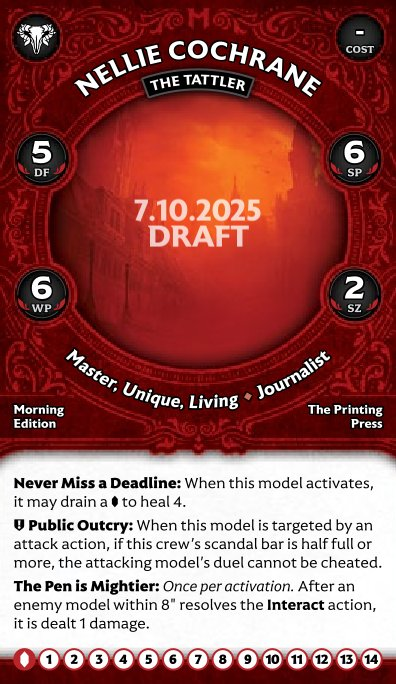 -
COST
NELLIE COCHRANE
THE TATTLER
5
DF
6
SP
7.10.2025
DRAFT
6
WP
2
SZ
Master, Unique, Living • Journalist
Morning
Edition
The Printing
Press
Never Miss a Deadline: When this model activates,
it may drain a to heal 4.
Public Outcry: When this model is targeted by an
attack action, if this crew's scandal bar is half full or
more, the attacking model's duel cannot be cheated.
The Pen is Mightier: Once per activation. After an
enemy model within 8" resolves the Interact action,
it is dealt 1 damage.
1 2 3 4 5 6 7 8 9 10 11 12 13 14